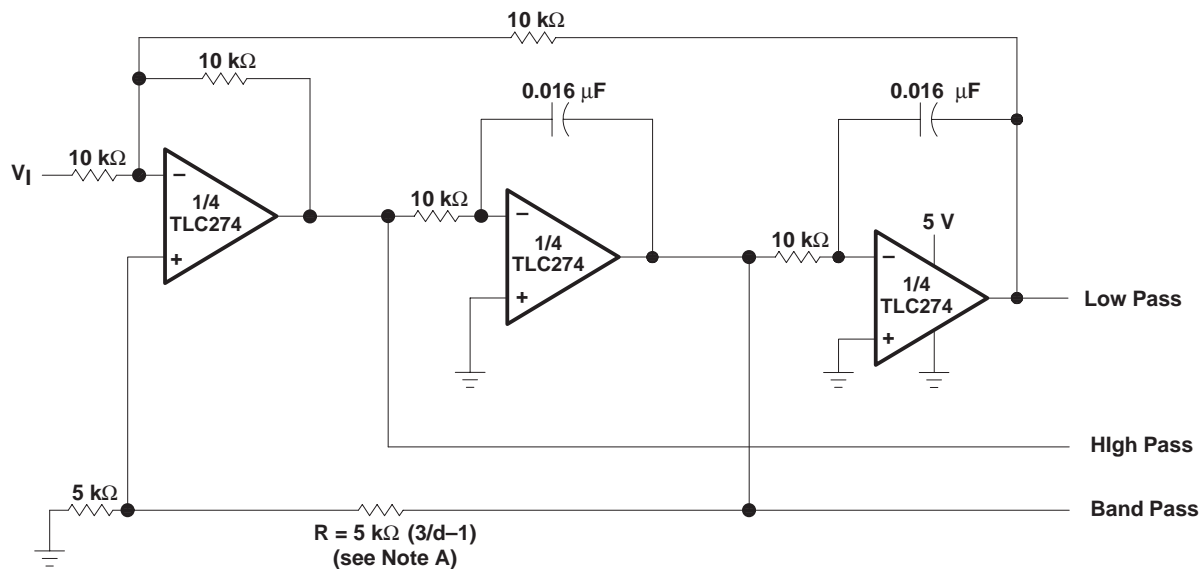 10 kΩ
10 kΩ
0.016 μF
0.016 μF
10 kΩ
VI
–
1/4
TLC274
+
10 kΩ
–
1/4
TLC274
+
10 kΩ
5 V
–
1/4
TLC274
+
Low Pass
HIgh Pass
5 kΩ
Band Pass
R = 5 kΩ (3/d–1)
(see Note A)